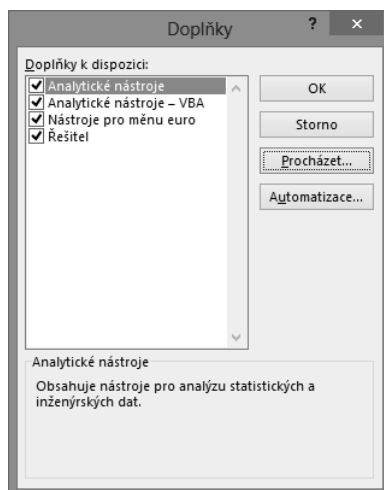 Doplňky
? ×
Doplňky k dispozici:
Analytické nástroje
Analytické nástroje – VBA
Nástroje pro měnu euro
Řešitel
OK
Storno
Procházet...
Automatizace...
Analytické nástroje
Obsahuje nástroje pro analýzu statistických a
inženýrských dat.